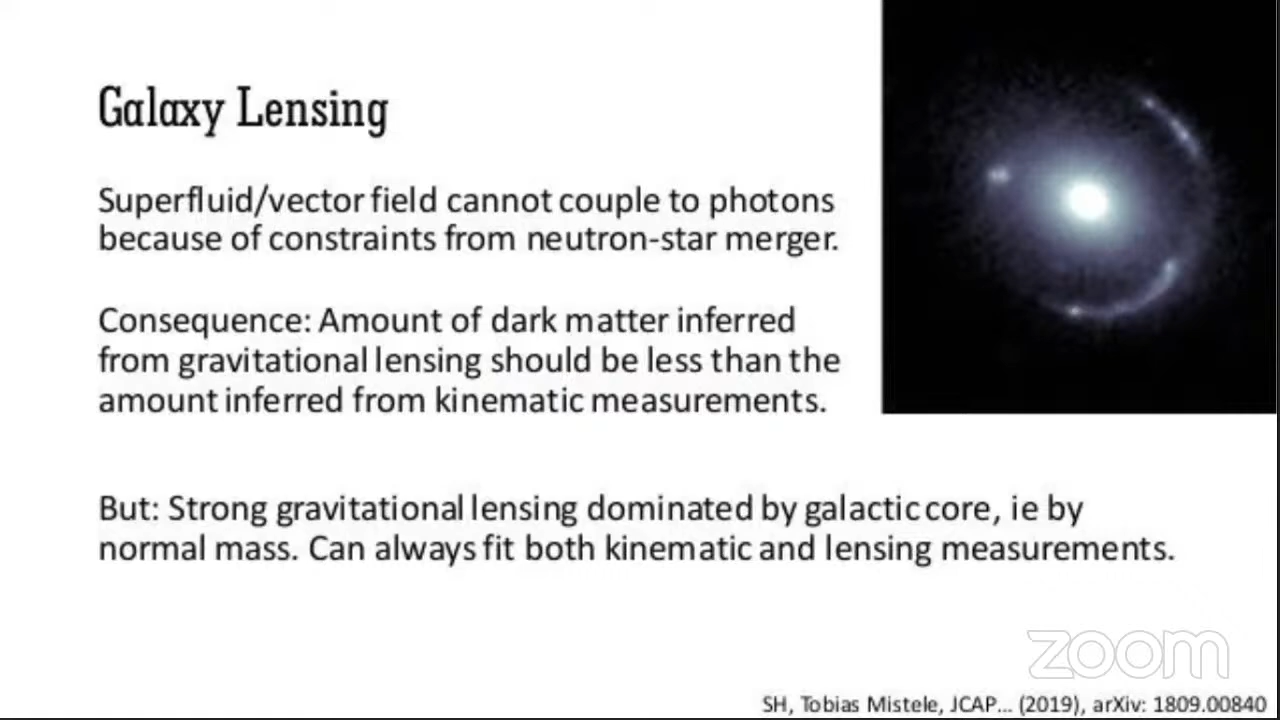 Galaxy Lensing
Superfluid/vector field cannot couple to photons
because of constraints from neutron-star merger.
Consequence: Amount of dark matter inferred
from gravitational lensing should be less than the
amount inferred from kinematic measurements.
But: Strong gravitational lensing dominated by galactic core, ie by
normal mass. Can always fit both kinematic and lensing measurements.
zoom
SH, Tobias Mistele, JCAP... (2019), arXiv: 1809.00840